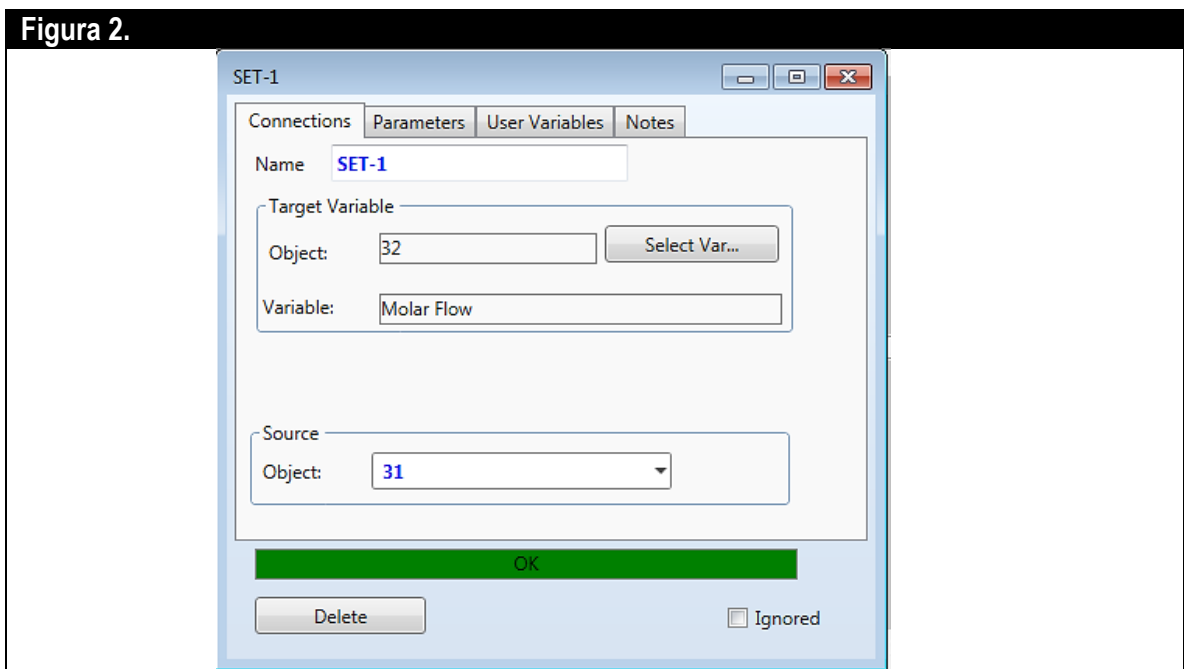 Figura 2.
SET-1
Connections Parameters User Variables Notes
Name SET-1
Target Variable
Object: 32 Select Var...
Variable: Molar Flow
Source
Object: 31
OK
Delete Ignored